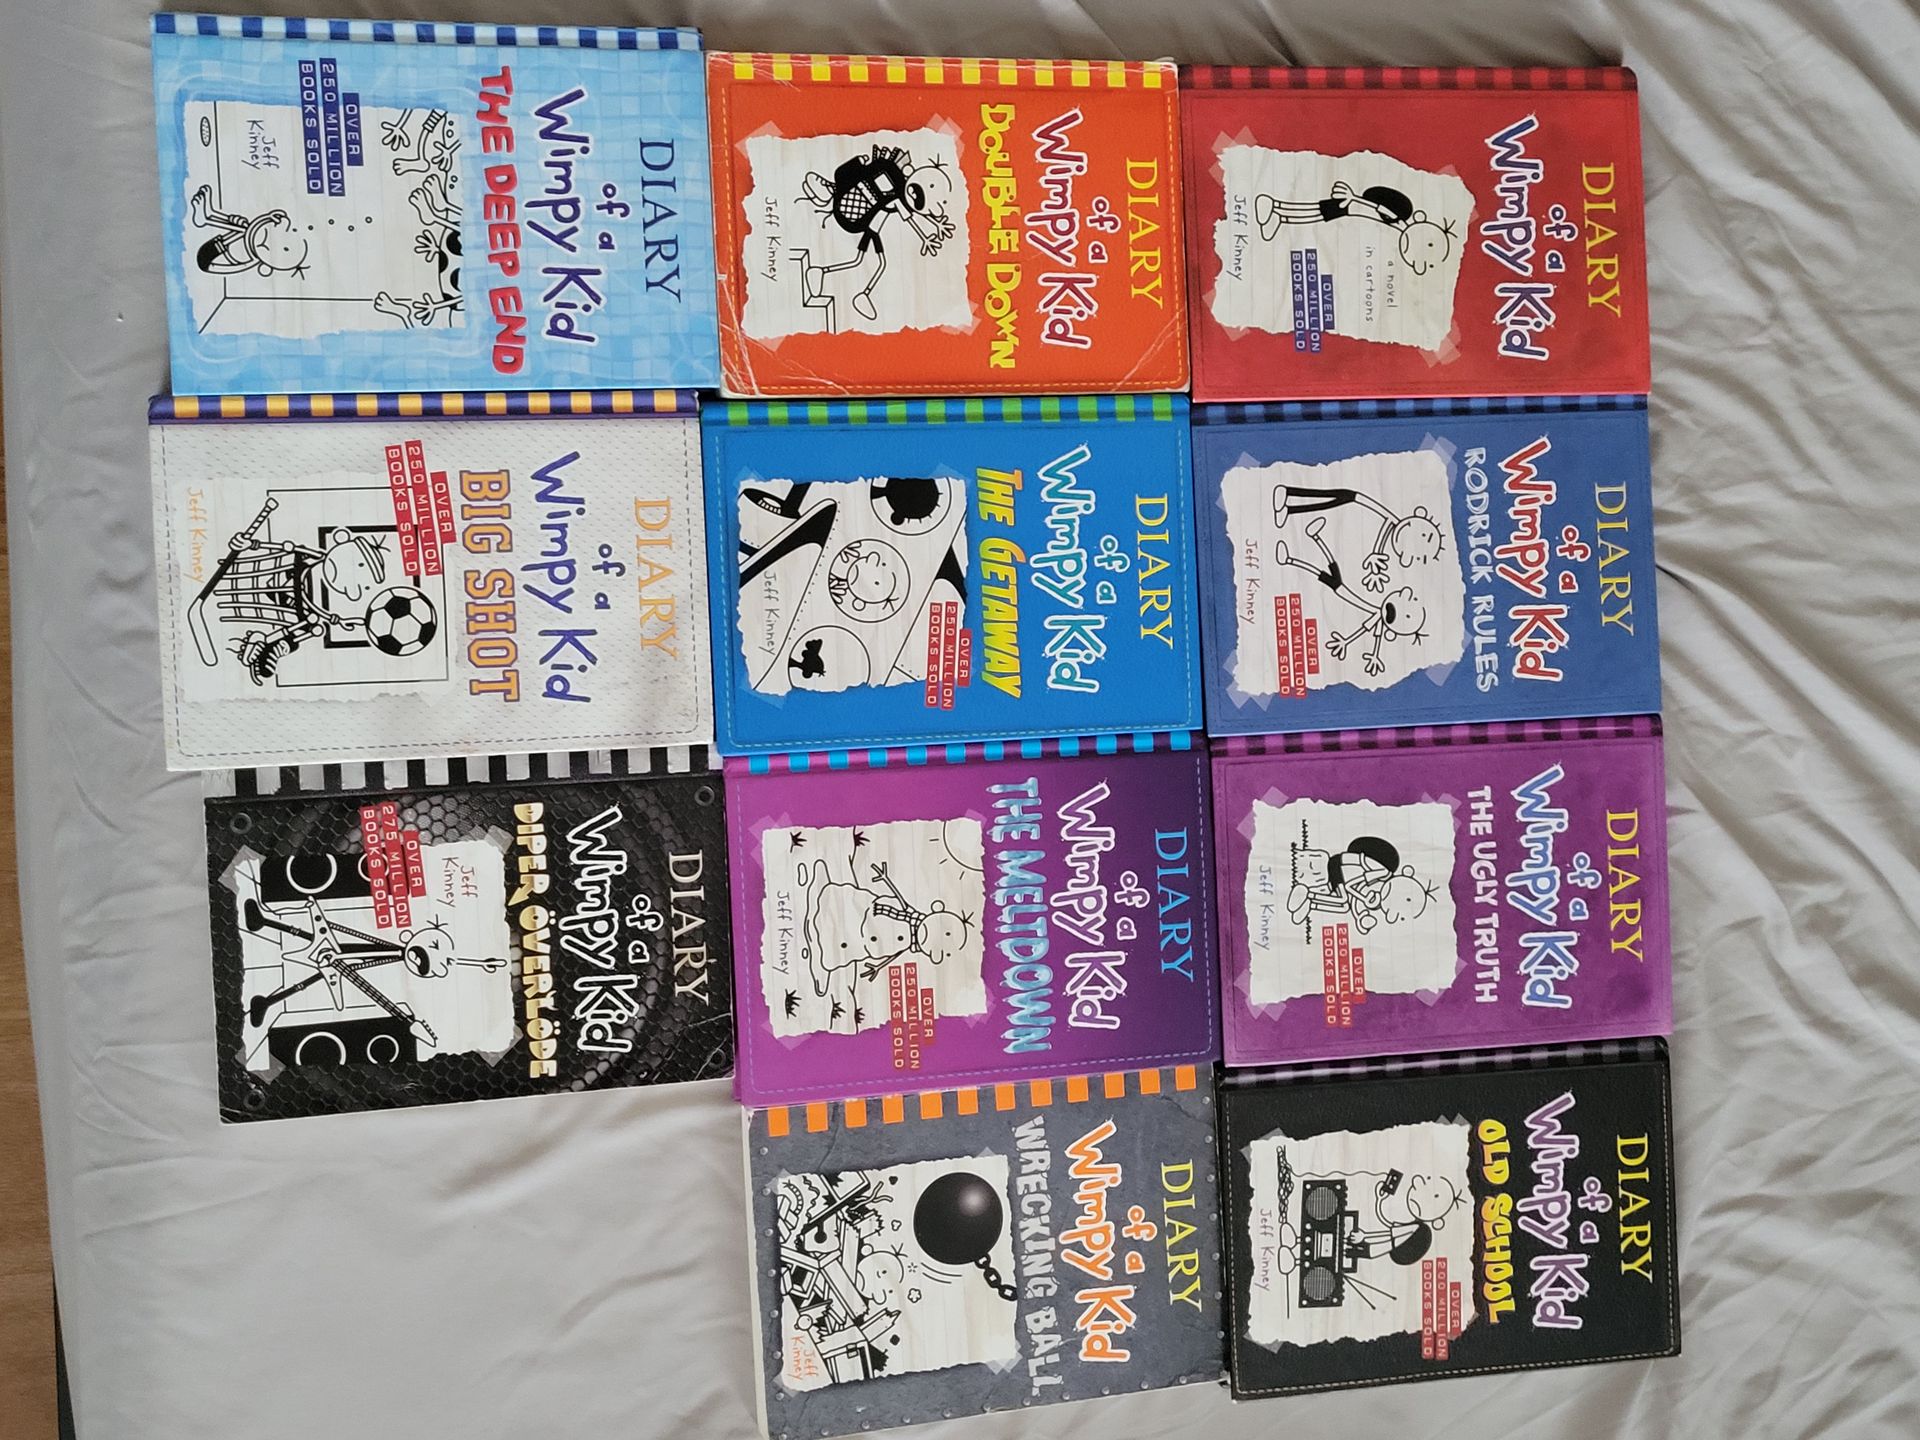 DIARY
of a
Wimpy Kid
a novel
in cartoons
OVER
250 MILLION
BOOKS SOLD
Jeff Kinney
DIARY
of a
Wimpy Kid
RODRICK RULES
OVER
250 MILLION
BOOKS SOLD
Jeff Kinney
DIARY
of a
Wimpy Kid
THE UGLY TRUTH
OVER
250 MILLION
BOOKS SOLD
Jeff Kinney
DIARY
of a
Wimpy Kid
OLD SCHOOL
OVER
200 MILLION
BOOKS SOLD
Jeff Kinney
DIARY
of a
Wimpy Kid
DOUBLE DOWN
Jeff Kinney
DIARY
of a
Wimpy Kid
THE GETAWAY
OVER
250 MILLION
BOOKS SOLD
Jeff Kinney
DIARY
of a
Wimpy Kid
THE MELTDOWN
OVER
250 MILLION
BOOKS SOLD
Jeff Kinney
DIARY
of a
Wimpy Kid
WRECKING BALL
Jeff
Kinney
DIARY
of a
Wimpy Kid
THE DEEP END
OVER
250 MILLION
BOOKS SOLD
Jeff
Kinney
DIARY
of a
Wimpy Kid
BIG SHOT
OVER
250 MILLION
BOOKS SOLD
Jeff Kinney
DIARY
of a
Wimpy Kid
DIPER ÖVERLÖDE
Jeff
Kinney
OVER
275 MILLION
BOOKS SOLD